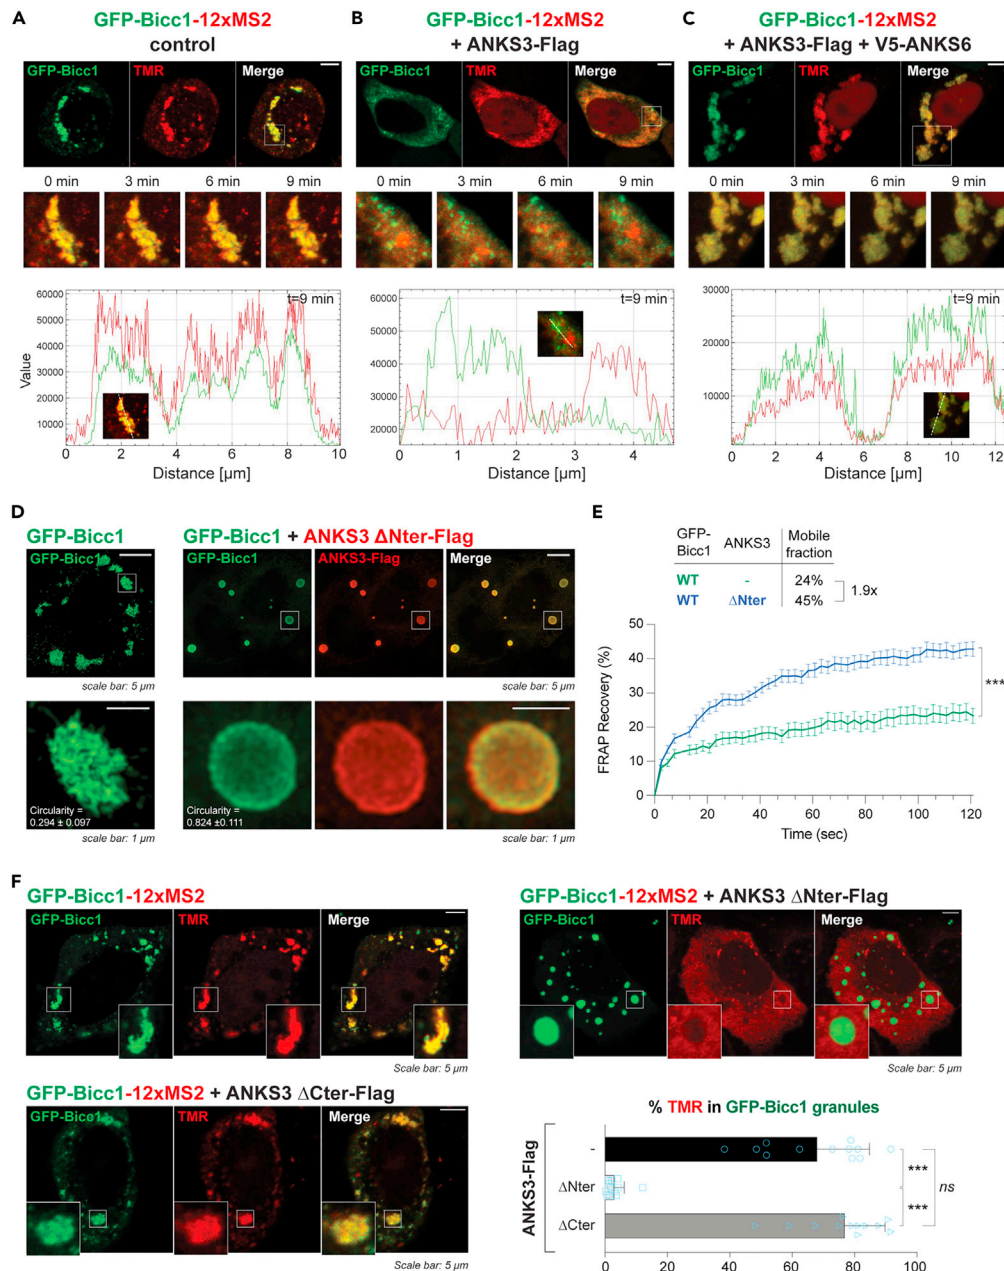 A
GFP-Bicc1-12xMS2
control
GFP-Bicc1 TMR Merge
0 min 3 min 6 min 9 min
t=9 min
60000
50000
40000
30000
20000
10000
Value
0 2 4 6 8 10
Distance [µm]
B
GFP-Bicc1-12xMS2
+ ANKS3-Flag
GFP-Bicc1 TMR Merge
0 min 3 min 6 min 9 min
t=9 min
60000
50000
40000
30000
20000
0 1 2 3 4
Distance [µm]
C
GFP-Bicc1-12xMS2
+ ANKS3-Flag + V5-ANKS6
GFP-Bicc1 TMR Merge
0 min 3 min 6 min 9 min
t=9 min
30000
20000
10000
0 2 4 6 8 10 12
Distance [µm]
D
GFP-Bicc1
GFP-Bicc1
scale bar: 5 µm
Circularity =
0.294 ± 0.097
scale bar: 1 µm
GFP-Bicc1 + ANKS3 ΔNter-Flag
GFP-Bicc1 ANKS3-Flag Merge
scale bar: 5 µm
Circularity =
0.824 ±0.111
scale bar: 1 µm
E
GFP-Bicc1 ANKS3 Mobile fraction
WT - 24%
WT ΔNter 45%
1.9x
50
40
30
20
10
0
FRAP Recovery (%)
***
0 20 40 60 80 100 120
Time (sec)
F
GFP-Bicc1-12xMS2
GFP-Bicc1 TMR Merge
Scale bar: 5 µm
GFP-Bicc1-12xMS2 + ANKS3 ΔNter-Flag
GFP-Bicc1 TMR Merge
Scale bar: 5 µm
GFP-Bicc1-12xMS2 + ANKS3 ΔCter-Flag
GFP-Bicc1 TMR Merge
Scale bar: 5 µm
% TMR in GFP-Bicc1 granules
ANKS3-Flag
-
ΔNter
ΔCter
***
***
ns
0 20 40 60 80 100